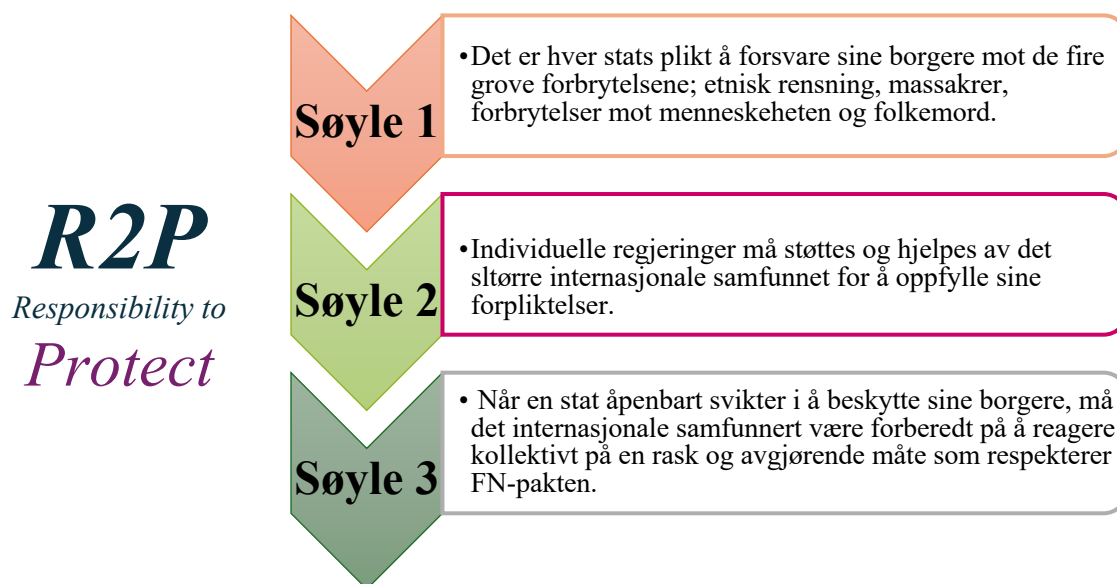 R2P
Responsibility to
Protect
Søyle 1
•Det er hver stats plikt å forsvare sine borgere mot de fire
grove forbrytelsene; etnisk rensning, massakrer,
forbrytelser mot menneskeheten og folkemord.
Søyle 2
•Individuelle regjeringer må støttes og hjelpes av det
sltørre internasjonale samfunnet for å oppfylle sine
forpliktelser.
Søyle 3
• Når en stat åpenbart svikter i å beskytte sine borgere, må
det internasjonale samfunnert være forberedt på å reagere
kollektivt på en rask og avgjørende måte som respekterer
FN-pakten.